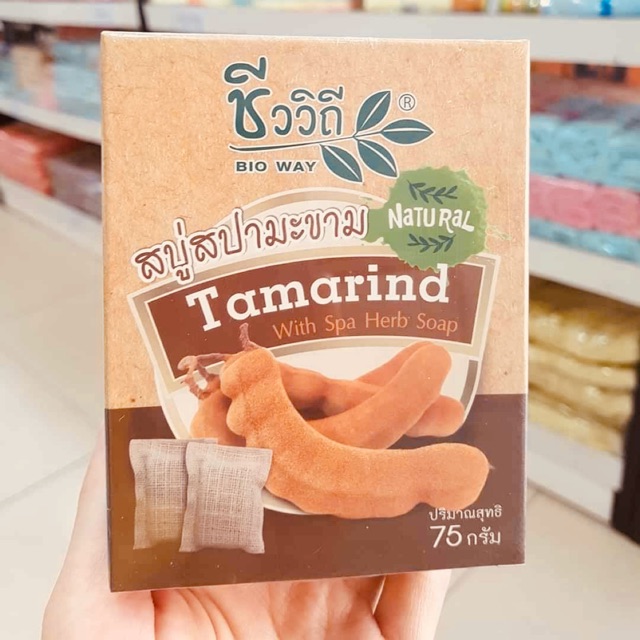 ชีววิถี ®
BIO WAY
NATURAL
สบู่สปามะขาม
Tamarind
With Spa Herb Soap
ปริมาณสุทธิ
75 กรัม